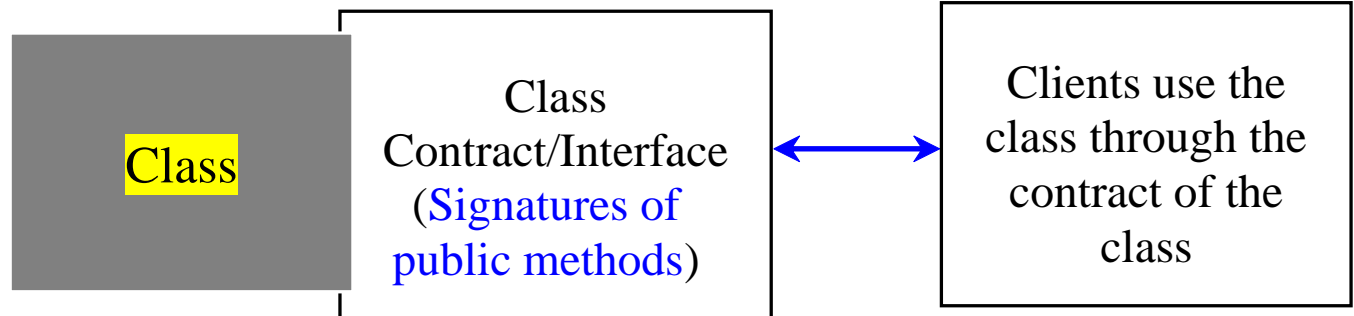 Class
Class
Contract/Interface
(Signatures of
public methods)
Clients use the
class through the
contract of the
class